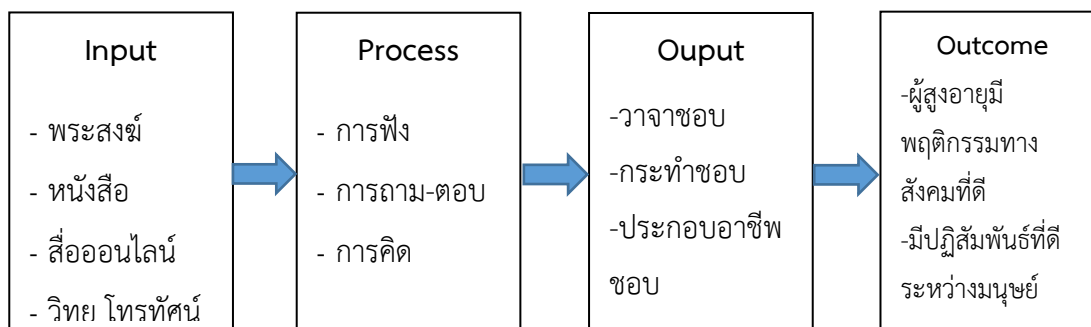 Input
- พระสงฆ์
- หนังสือ
- สื่อออนไลน์
- วิทย โทรทัศน์
Process
- การฟัง
- การถาม-ตอบ
- การคิด
Ouput
-วาจาชอบ
-กระทำชอบ
-ประกอบอาชีพ
ชอบ
Outcome
-ผู้สูงอายุมี
พฤติกรรมทาง
สังคมที่ดี
-มีปฏิสัมพันธ์ที่ดี
ระหว่างมนุษย์